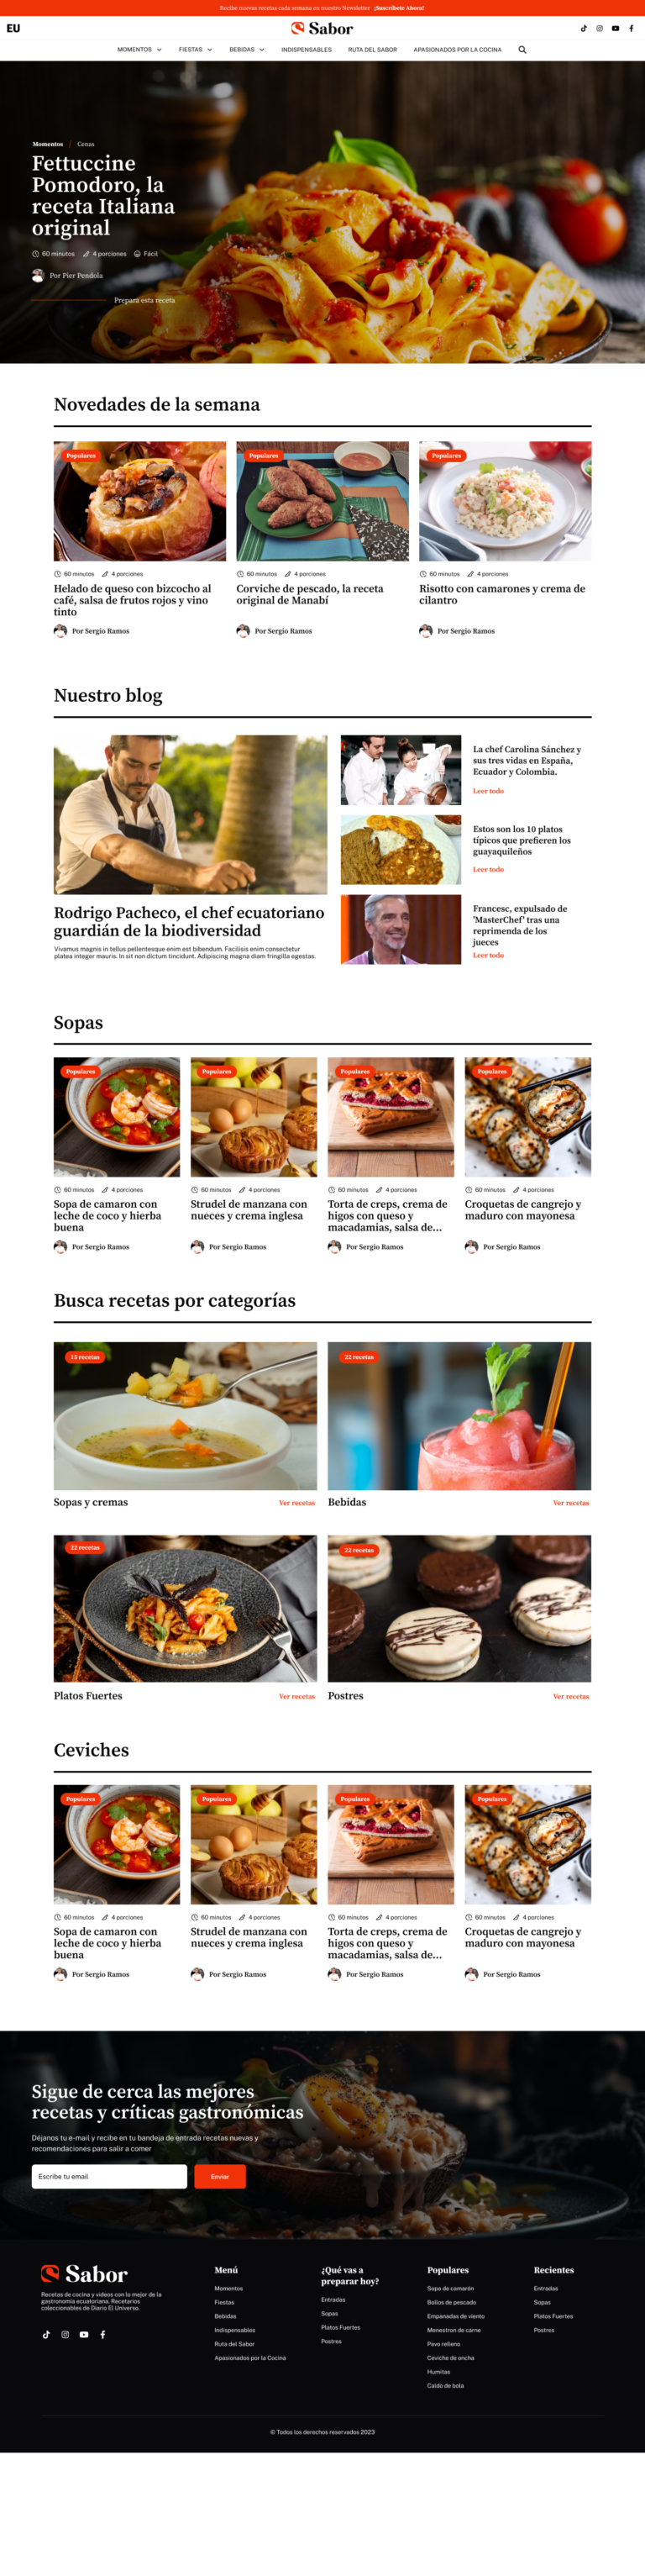 Recibe nuevas recetas cada semana en nuestro Newsletter ¡Suscríbete Ahora!
EU
Sabor
MOMENTOS FIESTAS BEBIDAS INDISPENSABLES RUTA DEL SABOR APASIONADOS POR LA COCINA
Momentos / Cenas
Fettuccine
Pomodoro, la
receta Italiana
original
60 minutos 4 porciones Fácil
Por Pier Pendola
Prepara esta receta
Novedades de la semana
Populares
Populares
Populares
60 minutos 4 porciones
60 minutos 4 porciones
60 minutos 4 porciones
Helado de queso con bizcocho al
café, salsa de frutos rojos y vino
tinto
Corviche de pescado, la receta
original de Manabí
Risotto con camarones y crema de
cilantro
Por Sergio Ramos
Por Sergio Ramos
Por Sergio Ramos
Nuestro blog
Rodrigo Pacheco, el chef ecuatoriano
guardián de la biodiversidad
Vivamus magnis in tellus pellentesque enim est bibendum. Facilisis enim consectetur
platea integer mauris. In sit non dictum tincidunt. Adipiscing magna diam fringilla egestas.
La chef Carolina Sánchez y
sus tres vidas en España,
Ecuador y Colombia.
Leer todo
Estos son los 10 platos
típicos que prefieren los
guayaquileños
Leer todo
Francesc, expulsado de
'MasterChef' tras una
reprimenda de los
jueces
Leer todo
Sopas
Populares
Populares
Populares
Populares
60 minutos 4 porciones
60 minutos 4 porciones
60 minutos 4 porciones
60 minutos 4 porciones
Sopa de camaron con
leche de coco y hierba
buena
Strudel de manzana con
nueces y crema inglesa
Torta de creps, crema de
higos con queso y
macadamias, salsa de...
Croquetas de cangrejo y
maduro con mayonesa
Por Sergio Ramos
Por Sergio Ramos
Por Sergio Ramos
Por Sergio Ramos
Busca recetas por categorías
15 recetas
22 recetas
Sopas y cremas
Ver recetas
Bebidas
Ver recetas
22 recetas
22 recetas
Platos Fuertes
Ver recetas
Postres
Ver recetas
Ceviches
Populares
Populares
Populares
Populares
60 minutos 4 porciones
60 minutos 4 porciones
60 minutos 4 porciones
60 minutos 4 porciones
Sopa de camaron con
leche de coco y hierba
buena
Strudel de manzana con
nueces y crema inglesa
Torta de creps, crema de
higos con queso y
macadamias, salsa de...
Croquetas de cangrejo y
maduro con mayonesa
Por Sergio Ramos
Por Sergio Ramos
Por Sergio Ramos
Por Sergio Ramos
Sigue de cerca las mejores
recetas y críticas gastronómicas
Déjanos tu e-mail y recibe en tu bandeja de entrada recetas nuevas y
recomendaciones para salir a comer
Escribe tu email
Enviar
Sabor
Recetas de cocina y videos con lo mejor de la
gastronomía ecuatoriana. Recetarios
coleccionables de Diario El Universo.
Menú
Momentos
Fiestas
Bebidas
Indispensables
Ruta del Sabor
Apasionados por la Cocina
¿Qué vas a
preparar hoy?
Entradas
Sopas
Platos Fuertes
Postres
Populares
Sopa de camarón
Bollos de pescado
Empanadas de viento
Menestron de carne
Pavo relleno
Ceviche de concha
Humitas
Caldo de bola
Recientes
Entradas
Sopas
Platos Fuertes
Postres
© Todos los derechos reservados 2023